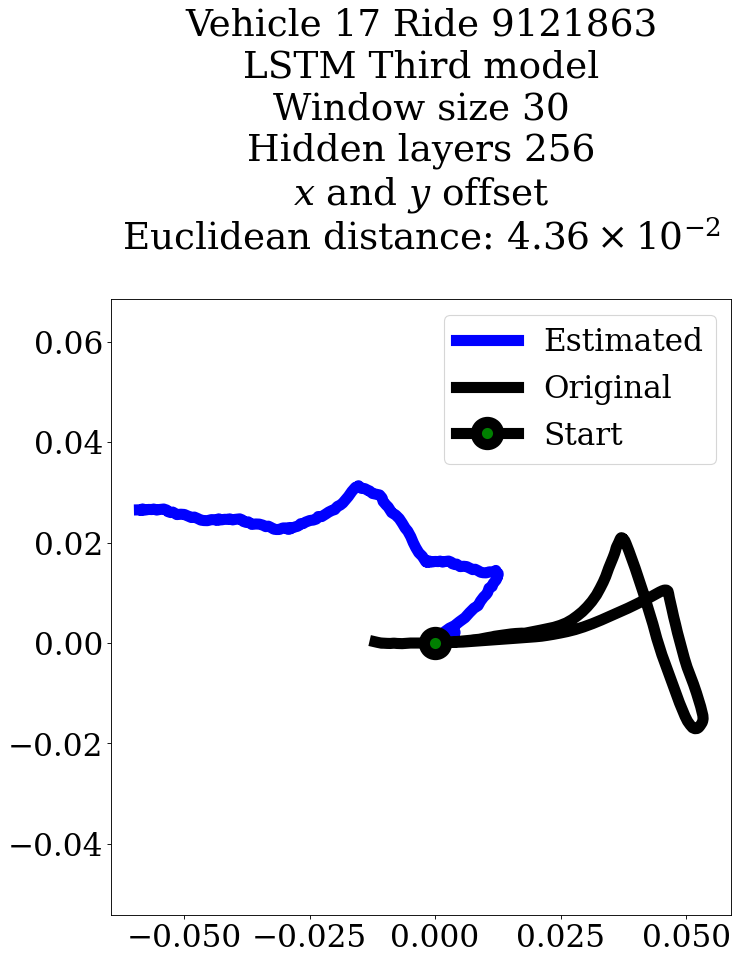 Vehicle 17 Ride 9121863
LSTM Third model
Window size 30
Hidden layers 256
x and y offset
Euclidean distance: 4.36 × 10⁻²
Estimated
Original
Start
0.06
0.04
0.02
0.00
−0.02
−0.04
−0.050 −0.025 0.000 0.025 0.050